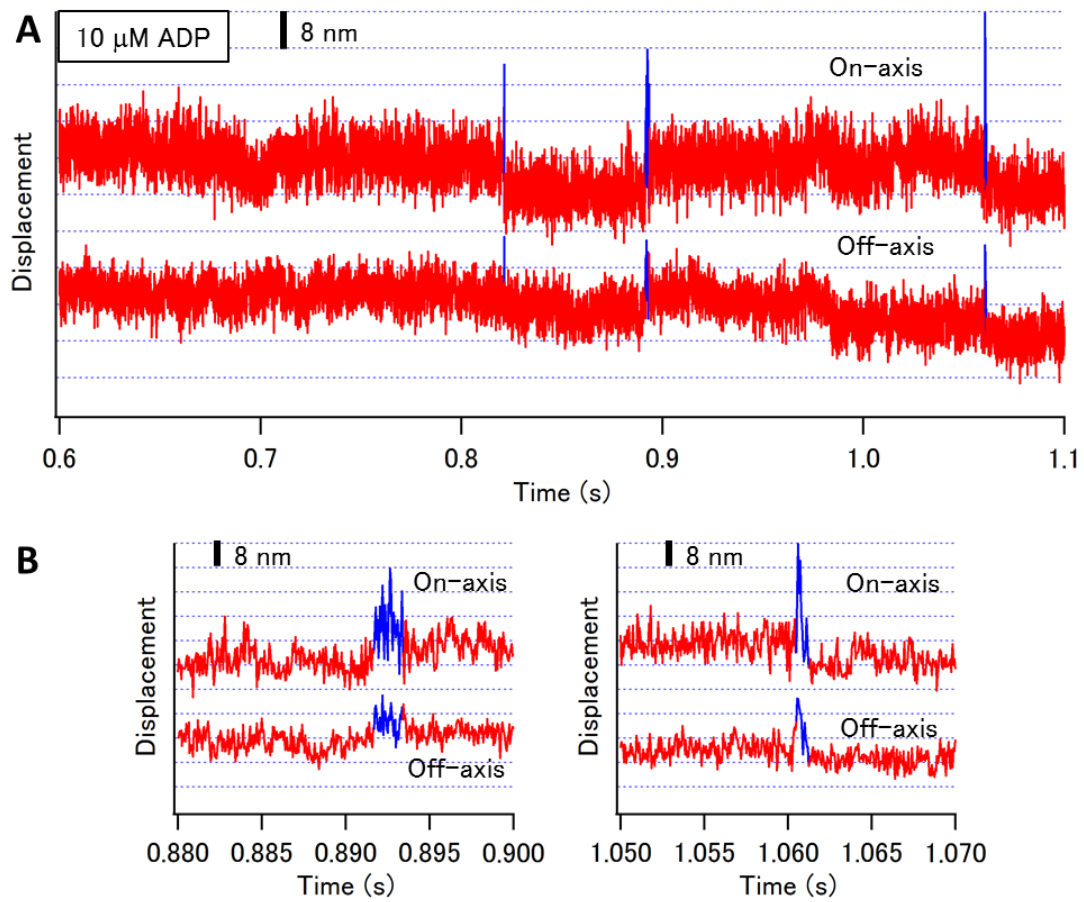 A
10 μM ADP
8 nm
On-axis
Off-axis
Displacement
0.6 0.7 0.8 0.9 1.0 1.1
Time (s)
B
8 nm
On-axis
Off-axis
Displacement
0.880 0.885 0.890 0.895 0.900
Time (s)
8 nm
On-axis
Off-axis
Displacement
1.050 1.055 1.060 1.065 1.070
Time (s)